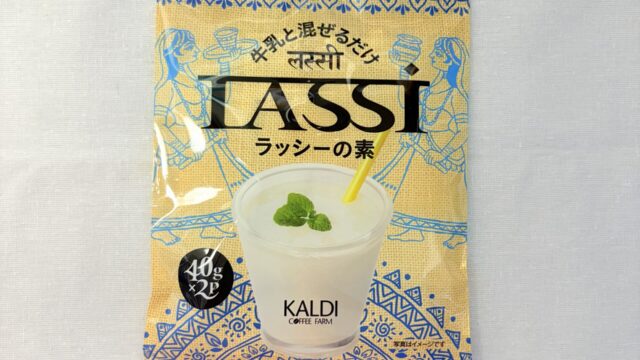 牛乳と混ぜるだけ
लस्सी
LASSi
ラッシーの素
40g
×2P
KALDI
COFFEE FARM
写真はイメージです